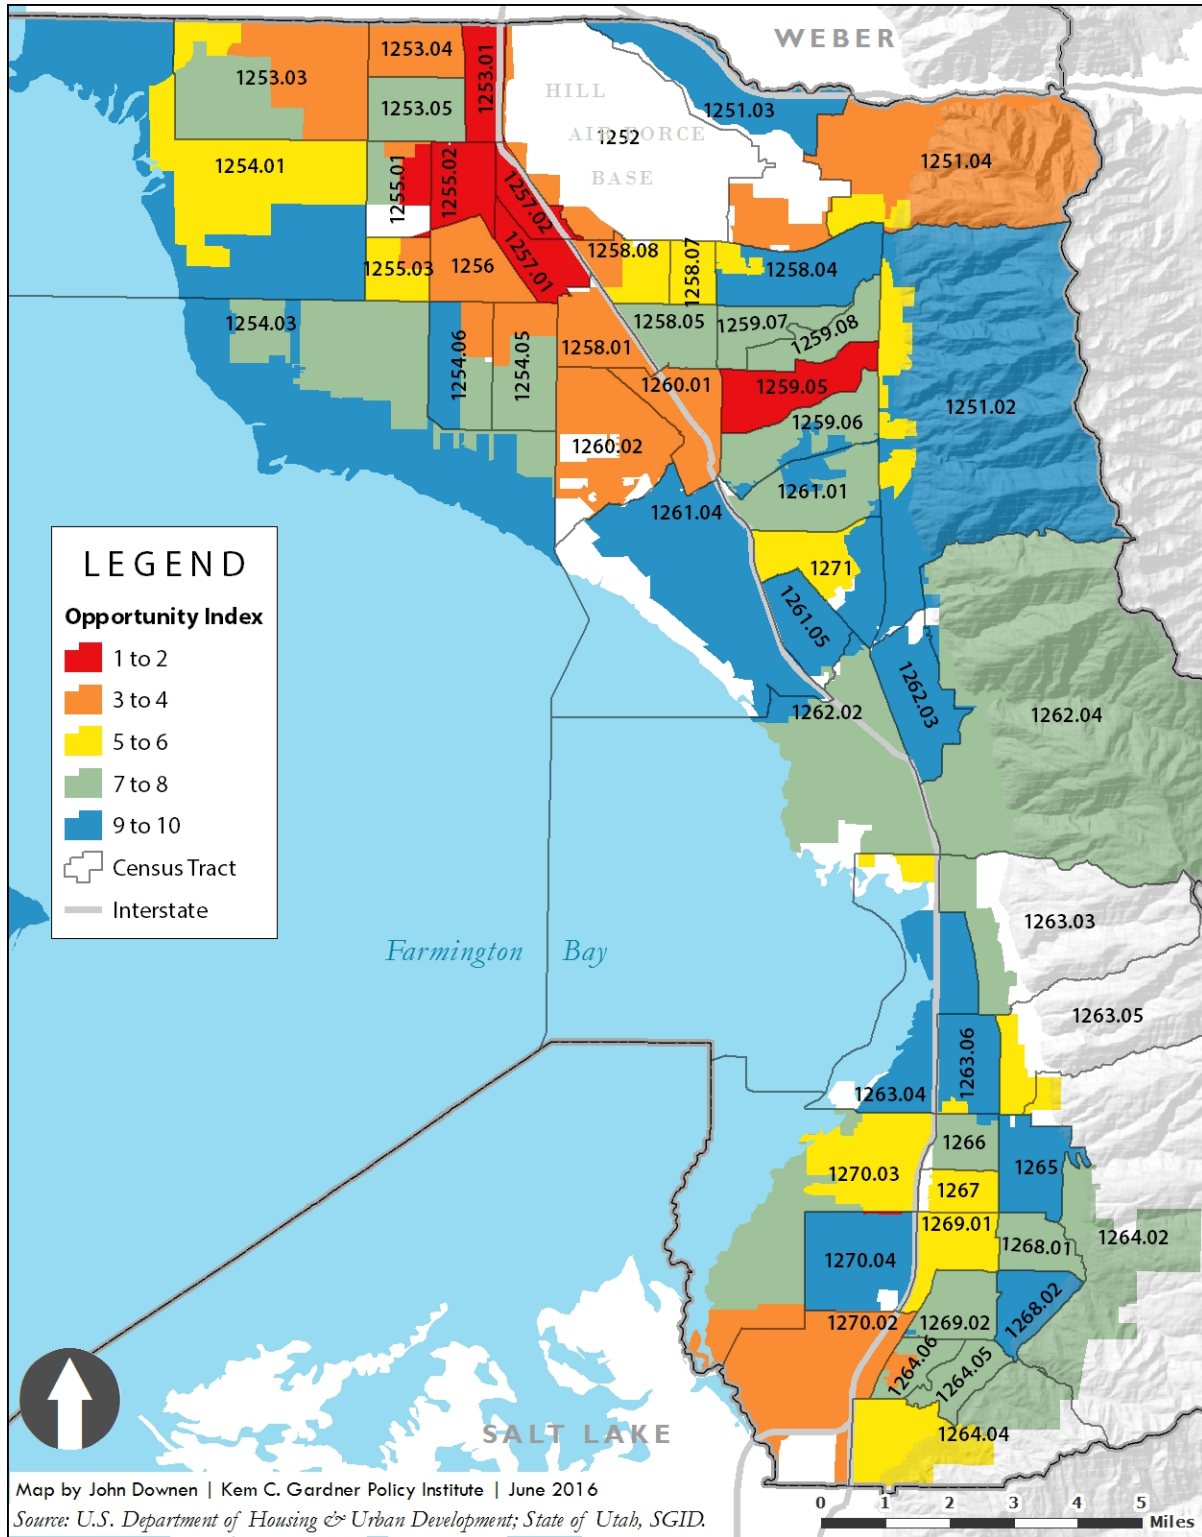 WEBER
1253.04
1253.01
1253.03
1253.05
HILL
AIR FORCE
BASE
1252
1251.03
1251.04
1254.01
1255.01
1255.02
1257.02
1255.03
1256
1257.01
1258.08
1258.07
1258.04
1254.03
1254.06
1254.05
1258.01
1258.05
1259.07
1259.08
1260.01
1259.05
1251.02
1259.06
1260.02
1261.01
1261.04
1271
1261.05
1262.03
1262.02
1262.04
LEGEND
Opportunity Index
1 to 2
3 to 4
5 to 6
7 to 8
9 to 10
Census Tract
Interstate
Farmington Bay
1263.03
1263.05
1263.06
1263.04
1266
1265
1270.03
1267
1269.01
1268.01
1264.02
1270.04
1268.02
1270.02
1269.02
1264.06
1264.05
1264.04
SALT LAKE
Map by John Downen | Kem C. Gardner Policy Institute | June 2016
Source: U.S. Department of Housing & Urban Development; State of Utah, SGID.
0 1 2 3 4 5
Miles